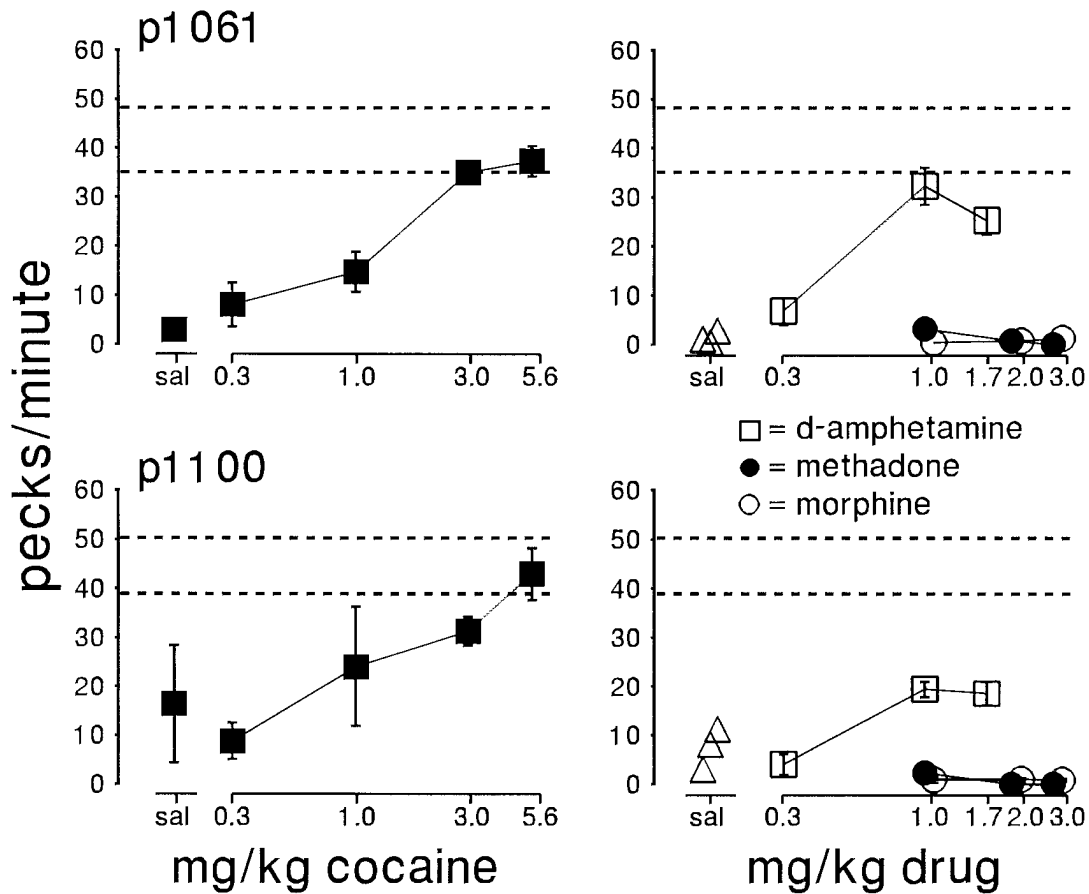 p1061
60
50
40
30
20
10
0
sal 0.3 1.0 3.0 5.6
60
50
40
30
20
10
0
sal 0.3 1.0 1.7 2.0 3.0
pecks/minute
= d-amphetamine
= methadone
= morphine
p1100
60
50
40
30
20
10
0
sal 0.3 1.0 3.0 5.6
mg/kg cocaine
60
50
40
30
20
10
0
sal 0.3 1.0 1.7 2.0 3.0
mg/kg drug